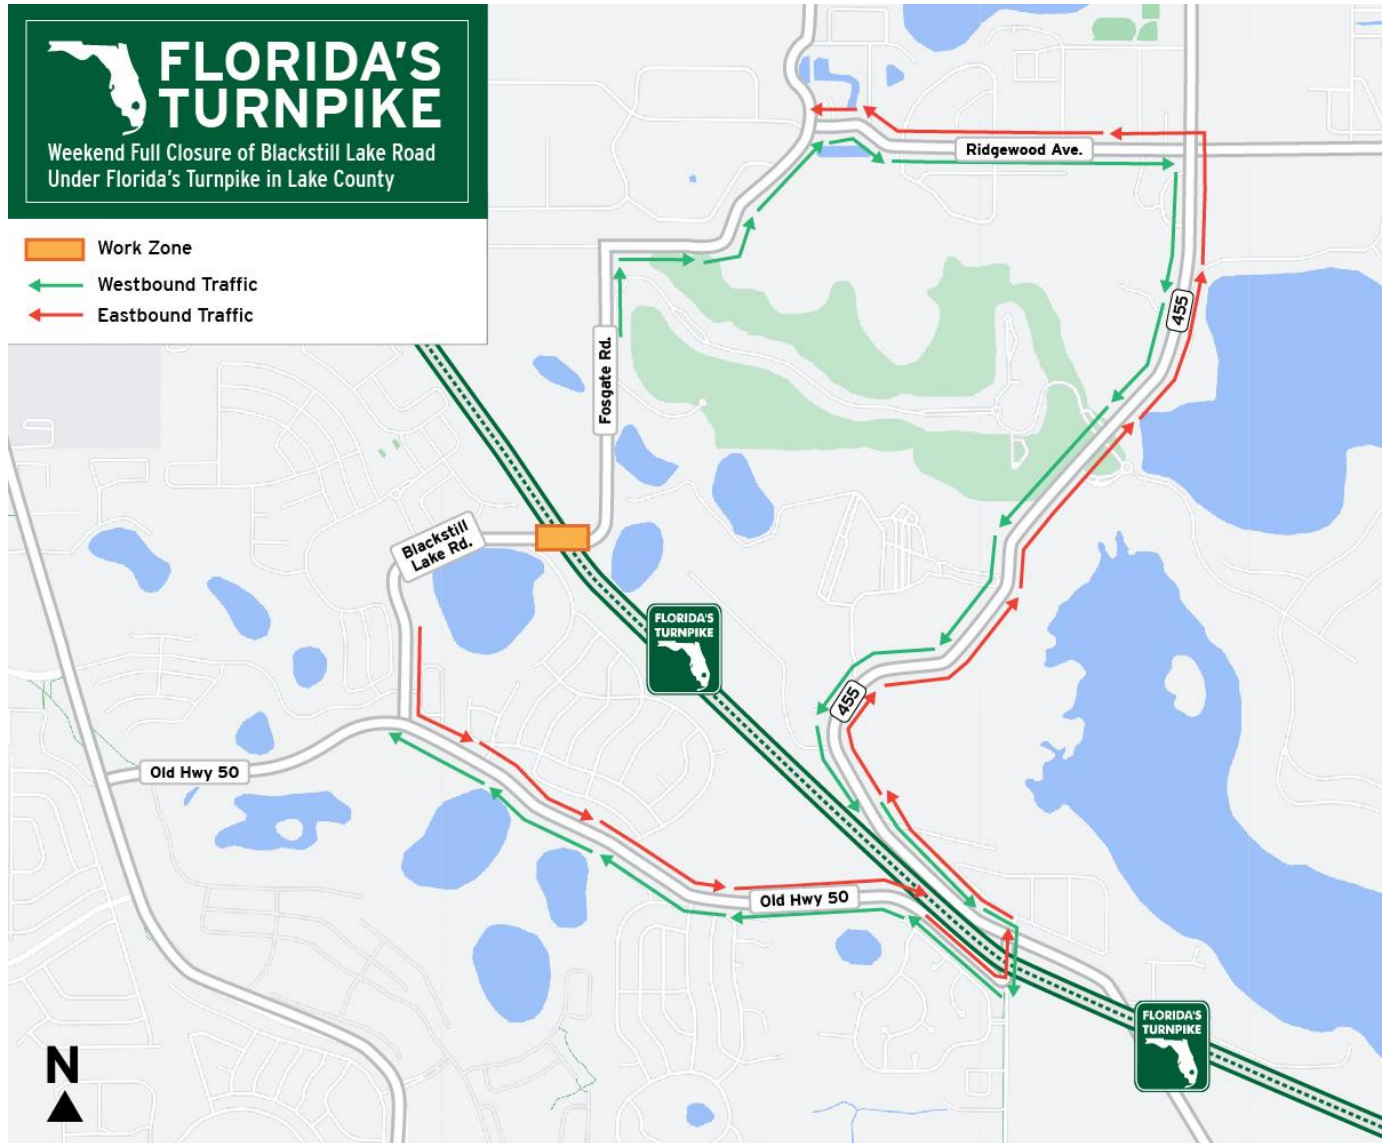 FLORIDA'S
TURNPIKE
Weekend Full Closure of Blackstill Lake Road
Under Florida's Turnpike in Lake County
Work Zone
Westbound Traffic
Eastbound Traffic
Ridgewood Ave.
455
Fosgate Rd.
Blackstill
Lake Rd.
FLORIDA'S
TURNPIKE
455
Old Hwy 50
Old Hwy 50
FLORIDA'S
TURNPIKE
N